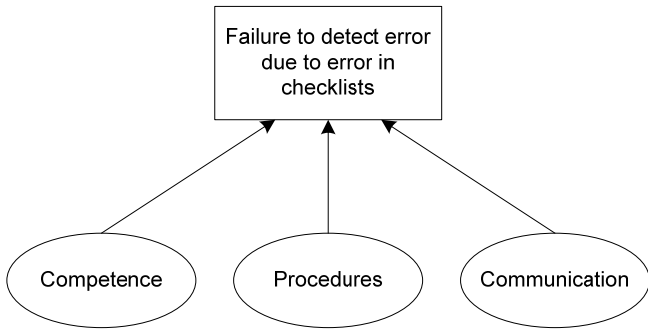 Failure to detect error
due to error in
checklists
Competence
Procedures
Communication